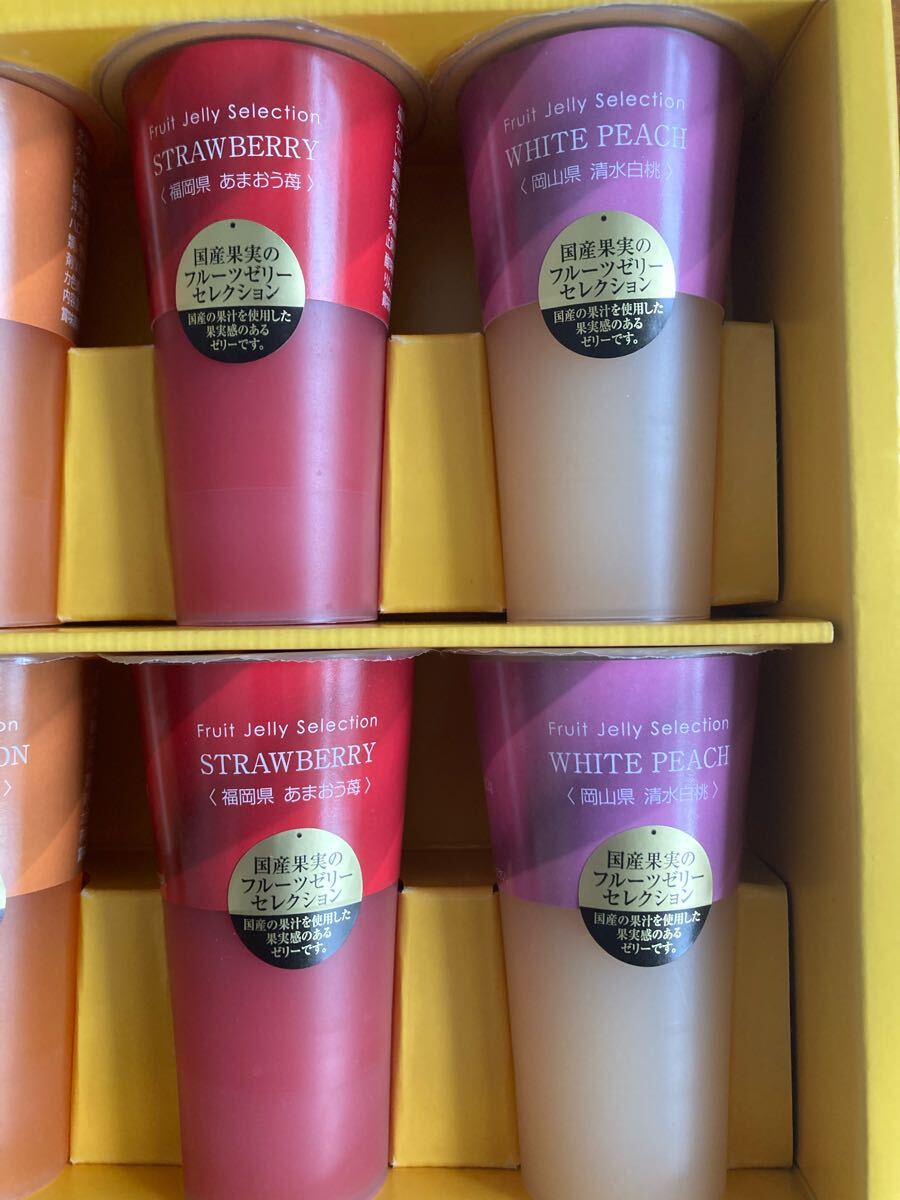 Fruit Jelly Selection
STRAWBERRY
〈 福岡県 あまおう苺 〉
国産果実の
フルーツゼリー
セレクション
国産の果汁を使用した
果実感のある
ゼリーです。
Fruit Jelly Selection
WHITE PEACH
〈 岡山県 清水白桃 〉
国産果実の
フルーツゼリー
セレクション
国産の果汁を使用した
果実感のある
ゼリーです。
ON
〉
Fruit Jelly Selection
STRAWBERRY
〈 福岡県 あまおう苺 〉
国産果実の
フルーツゼリー
セレクション
国産の果汁を使用した
果実感のある
ゼリーです。
Fruit Jelly Selection
WHITE PEACH
〈 岡山県 清水白桃 〉
国産果実の
フルーツゼリー
セレクション
国産の果汁を使用した
果実感のある
ゼリーです。